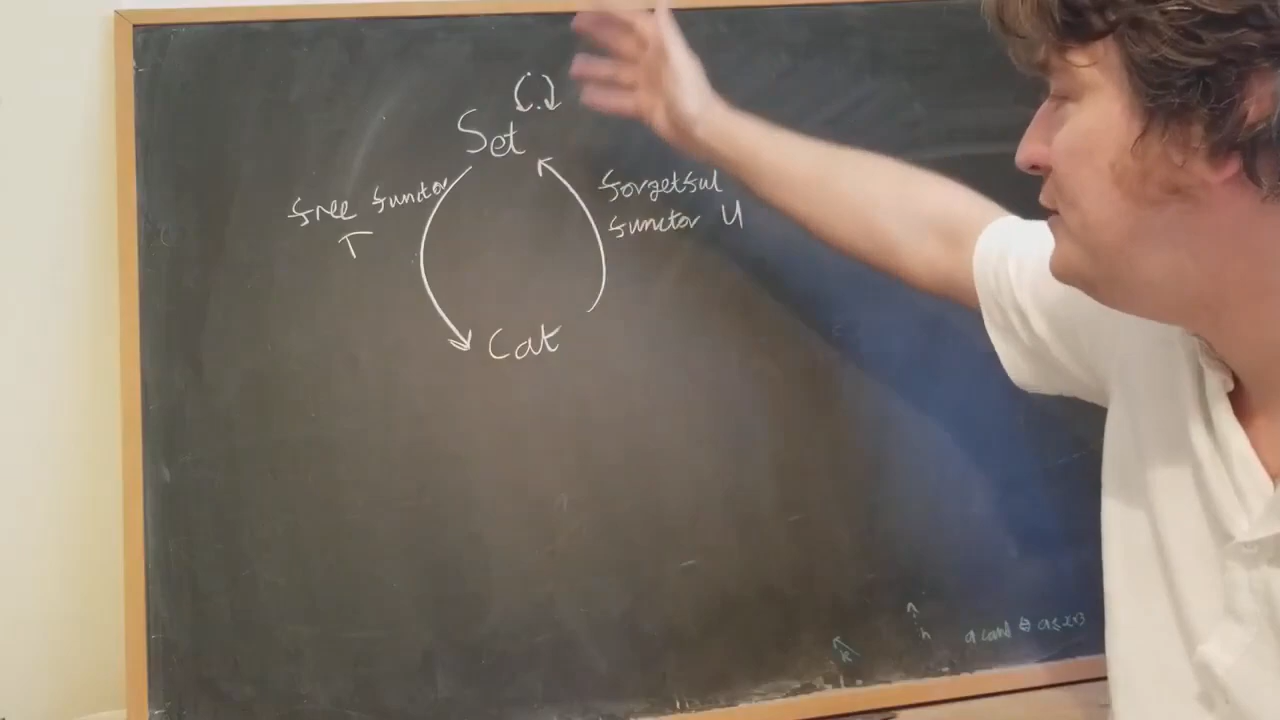 Set
free functor
forgetful
functor U
Cat
k
h